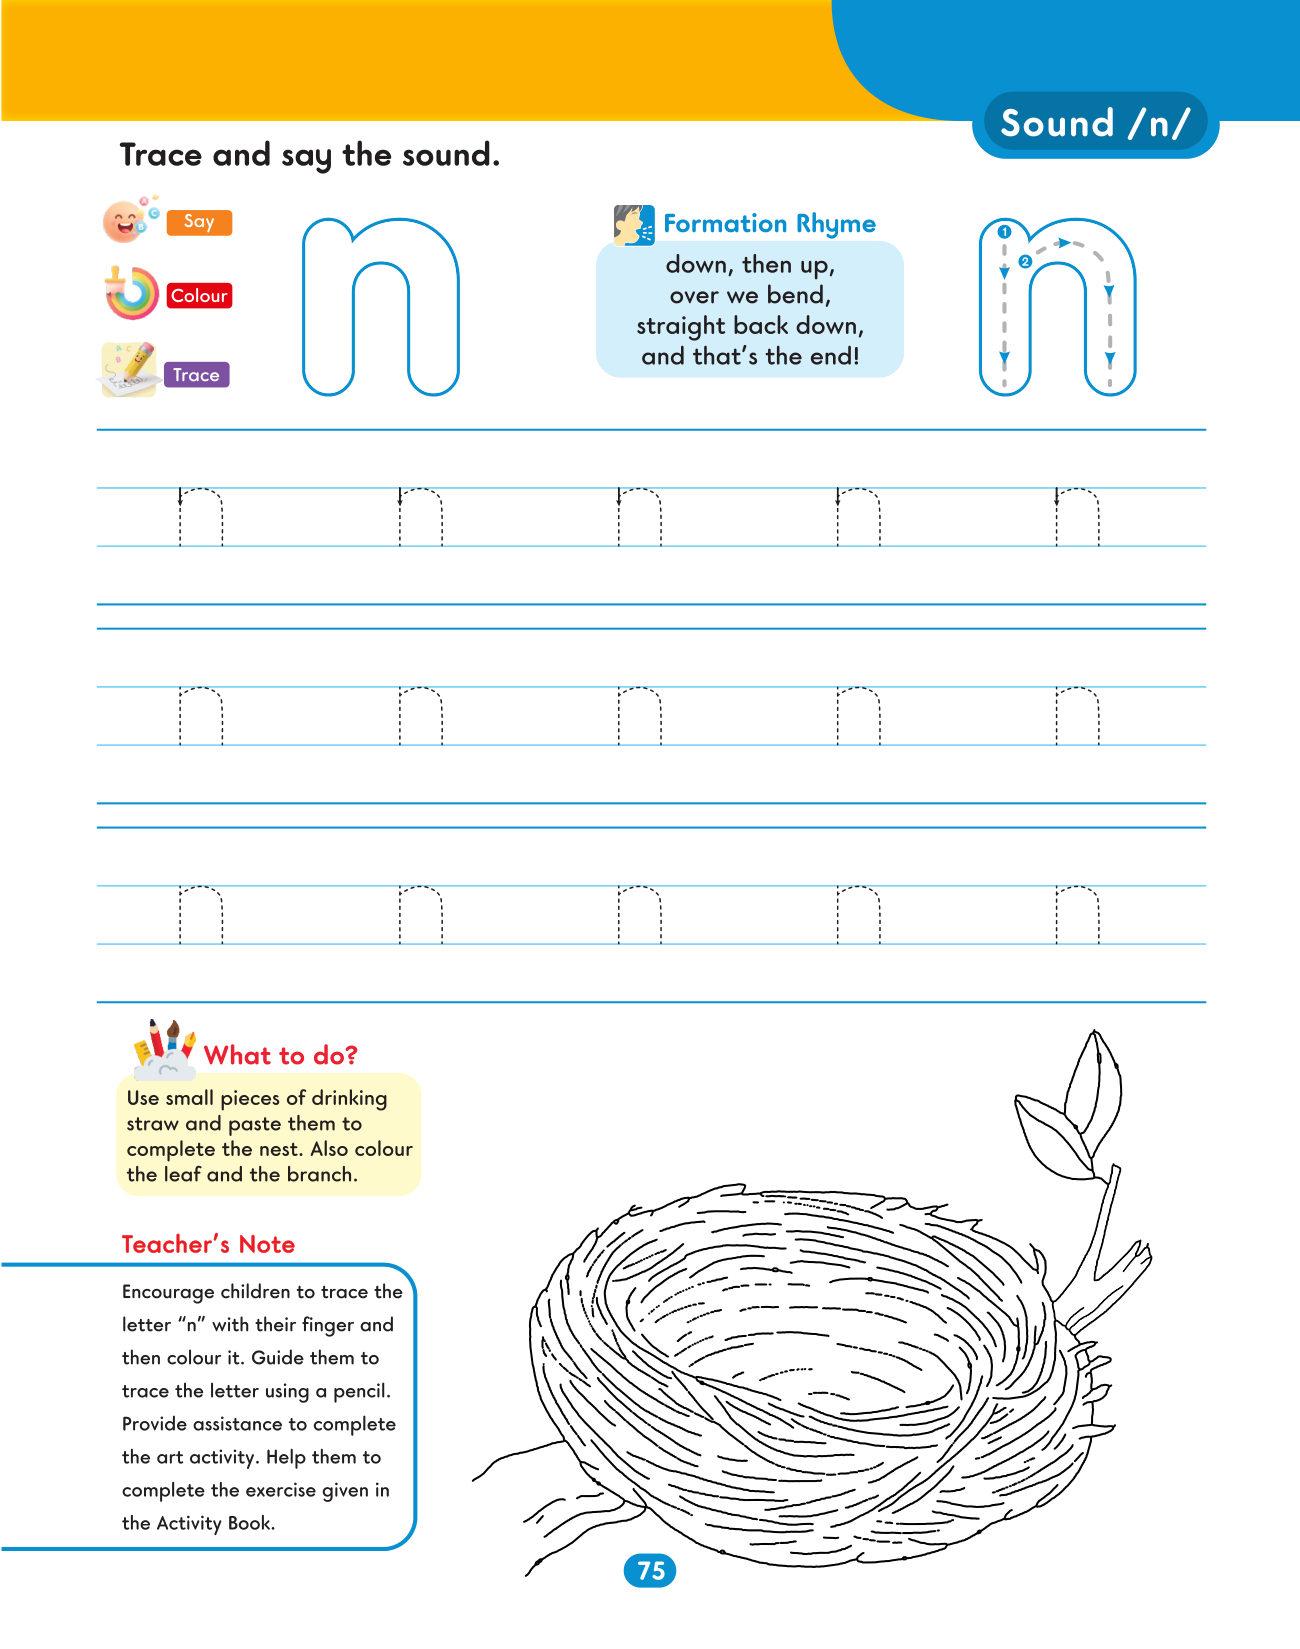 Sound /n/
Trace and say the sound.
Say
Colour
Trace
n
Formation Rhyme
down, then up,
over we bend,
straight back down,
and that's the end!
1
2
n
n n n n n
n n n n n
n n n n n
What to do?
Use small pieces of drinking
straw and paste them to
complete the nest. Also colour
the leaf and the branch.
Teacher's Note
Encourage children to trace the
letter “n” with their finger and
then colour it. Guide them to
trace the letter using a pencil.
Provide assistance to complete
the art activity. Help them to
complete the exercise given in
the Activity Book.
75